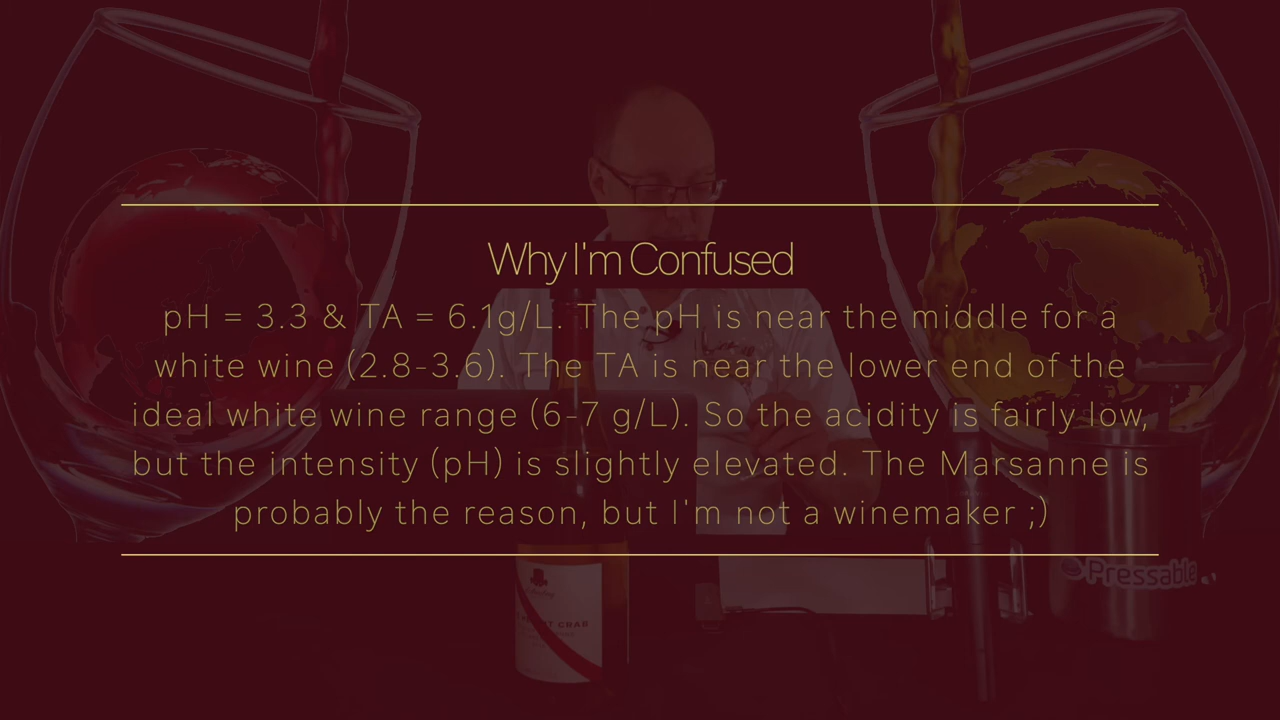 Why I'm Confused
pH = 3.3 & TA = 6.1g/L. The pH is near the middle for a
white wine (2.8-3.6). The TA is near the lower end of the
ideal white wine range (6-7 g/L). So the acidity is fairly low,
but the intensity (pH) is slightly elevated. The Marsanne is
probably the reason, but I'm not a winemaker ;)
Pressable
CRAB